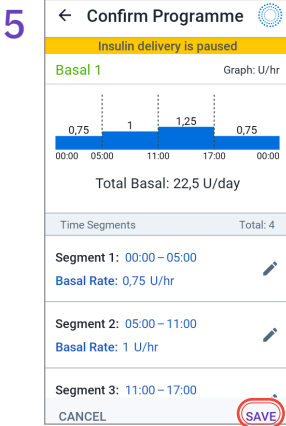 5
Confirm Programme
Insulin delivery is paused
Basal 1 Graph: U/hr
0,75 1 1,25 0,75
00:00 05:00 11:00 17:00 00:00
Total Basal: 22,5 U/day
Time Segments Total: 4
Segment 1: 00:00 – 05:00
Basal Rate: 0,75 U/hr
Segment 2: 05:00 – 11:00
Basal Rate: 1 U/hr
Segment 3: 11:00 – 17:00
CANCEL SAVE